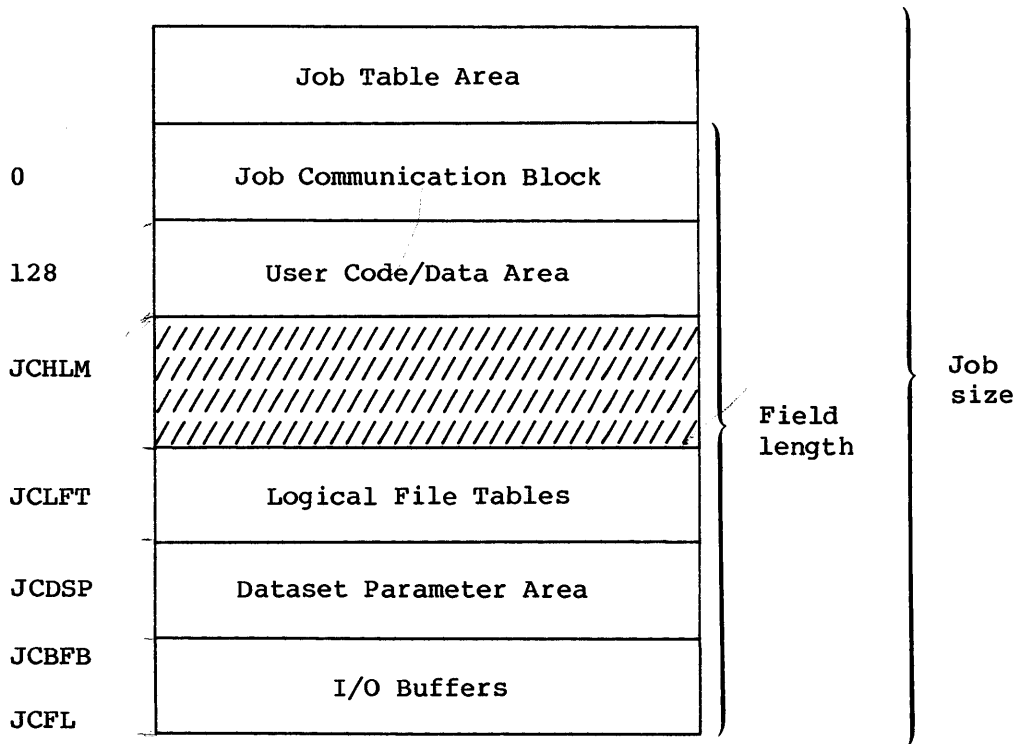 Job Table Area
0
Job Communication Block
128
User Code/Data Area
JCHLM
Job
size
Field
length
JCLFT
Logical File Tables
JCDSP
Dataset Parameter Area
JCBFB
I/O Buffers
JCFL